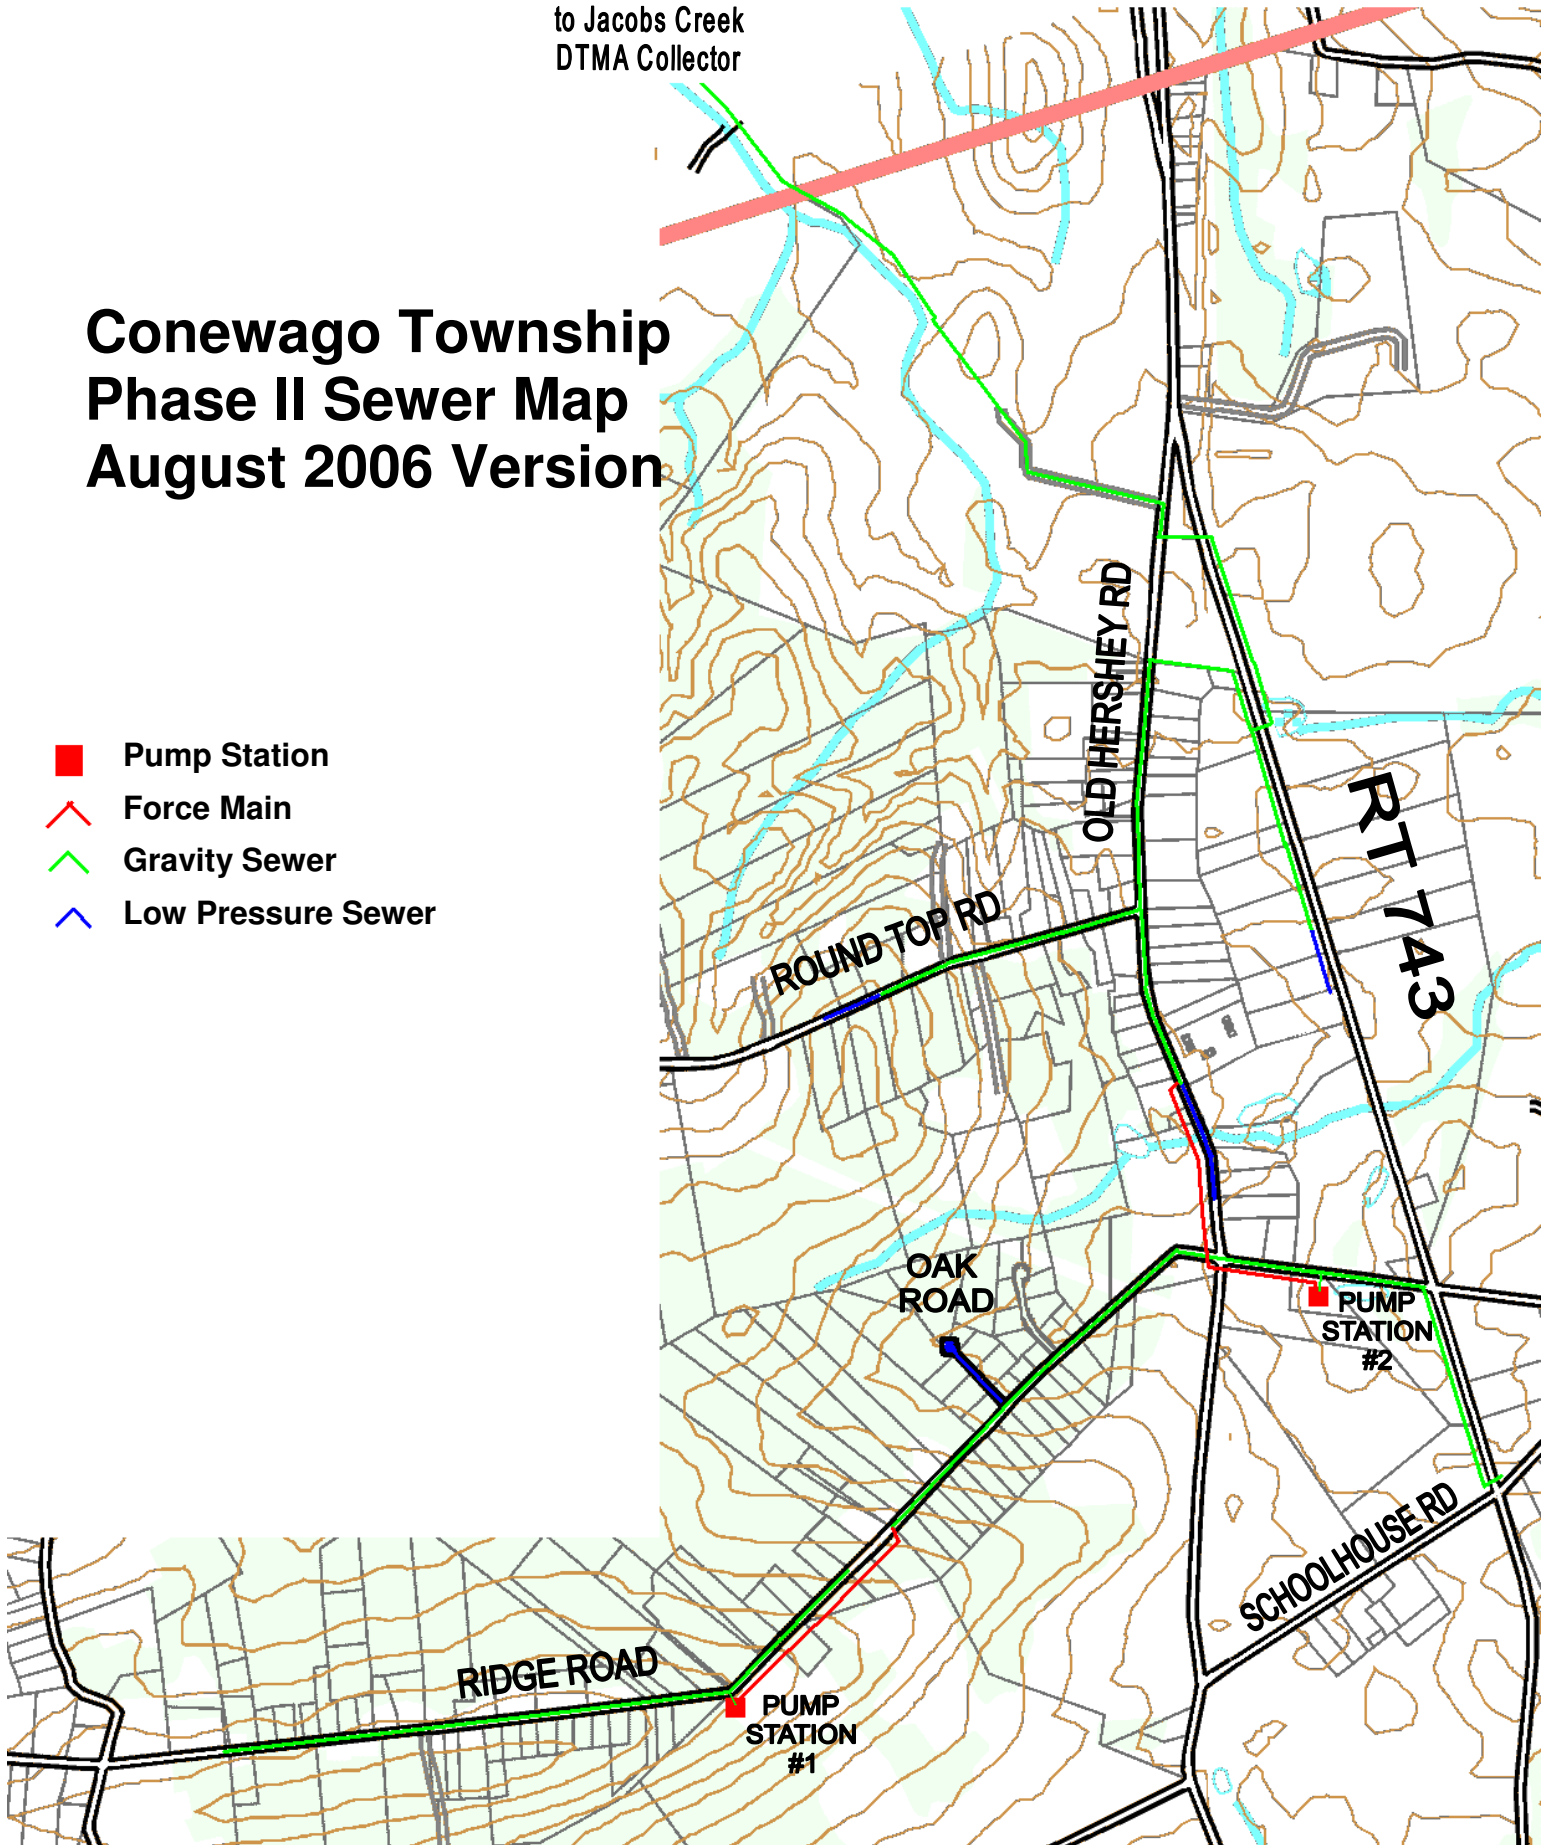 to Jacobs Creek
DTMA Collector
Conewago Township
Phase II Sewer Map
August 2006 Version
Pump Station
Force Main
Gravity Sewer
Low Pressure Sewer
OLD HERSHEY RD
RT 743
ROUND TOP RD
OAK
ROAD
PUMP
STATION
#2
SCHOOLHOUSE RD
RIDGE ROAD
PUMP
STATION
#1